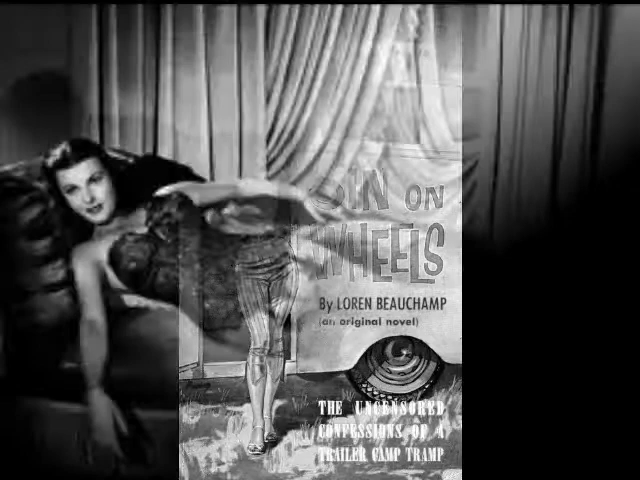 SIN ON
WHEELS
By LOREN BEAUCHAMP
(an original novel)
THE UNCENSORED
CONFESSIONS OF A
TRAILER CAMP TRAMP